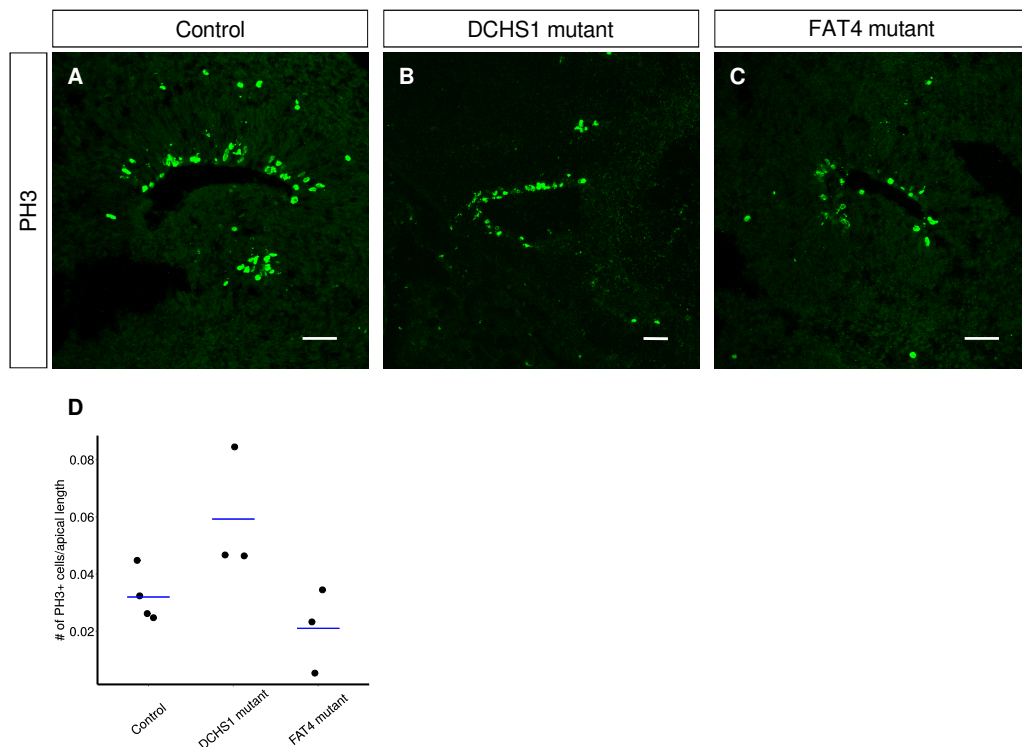 Control
DCHS1 mutant
FAT4 mutant
PH3
A
B
C
D
# of PH3+ cells/apical length
0.08
0.06
0.04
0.02
Control
DCHS1 mutant
FAT4 mutant